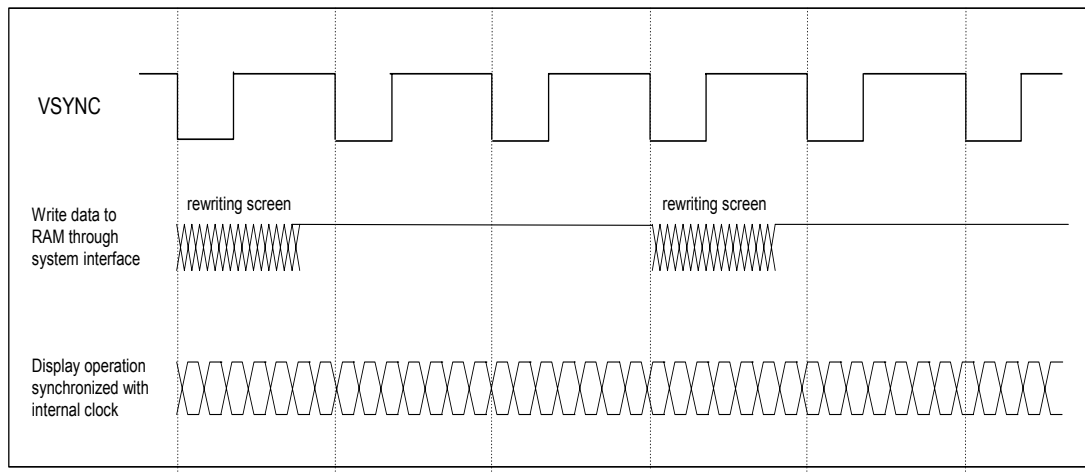 VSYNC
rewriting screen
rewriting screen
Write data to
RAM through
system interface
Display operation
synchronized with
internal clock